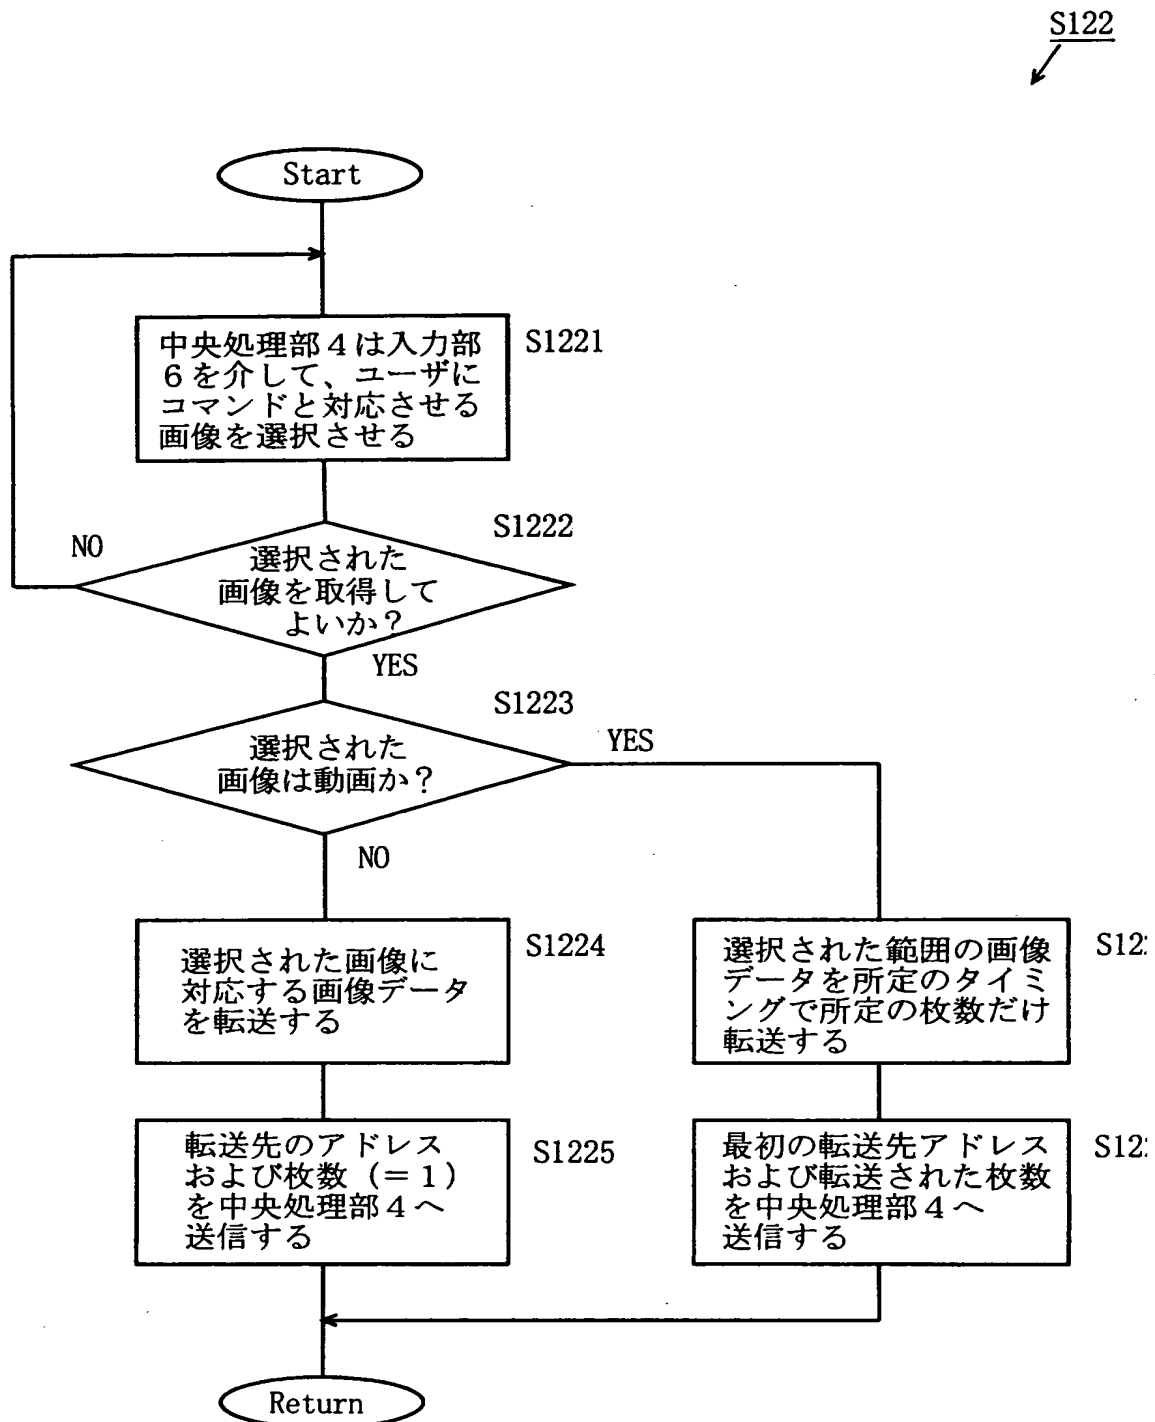 S122
Start
中央処理部４は入力部
６を介して、ユーザに
コマンドと対応させる
画像を選択させる
S1221
S1222
NO
選択された
画像を取得して
よいか？
YES
S1223
選択された
画像は動画か？
YES
NO
選択された画像に
対応する画像データ
を転送する
S1224
選択された範囲の画像
データを所定のタイミ
ングで所定の枚数だけ
転送する
転送先のアドレス
および枚数（＝１）
を中央処理部４へ
送信する
S1225
最初の転送先アドレス
および転送された枚数
を中央処理部４へ
送信する
Return